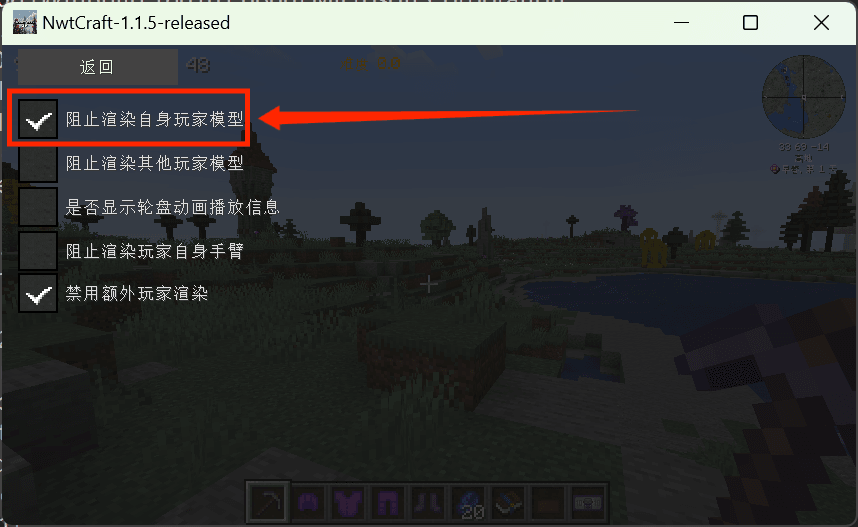 NwtCraft-1.1.5-released
返回
48
阻止渲染自身玩家模型
阻止渲染其他玩家模型
是否显示轮盘动画播放信息
阻止渲染玩家自身手臂
禁用额外玩家渲染
33 69 -14
20